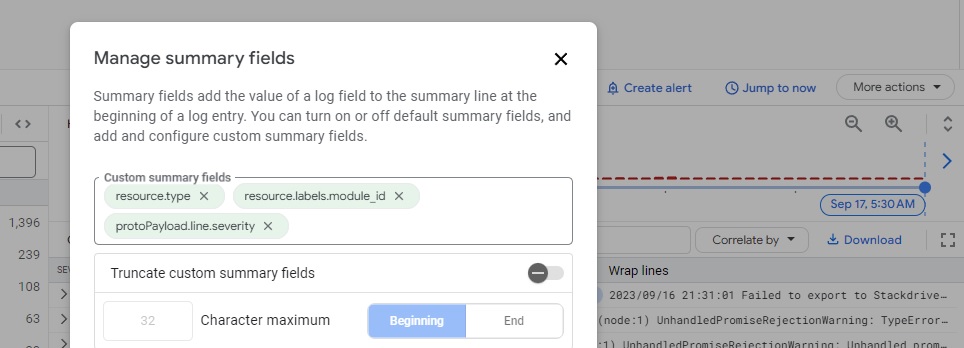 Manage summary fields
Summary fields add the value of a log field to the summary line at the
beginning of a log entry. You can turn on or off default summary fields, and
add and configure custom summary fields.
Create alert
Jump to now
More actions
Custom summary fields
resource.type
resource.labels.module_id
protoPayload.line.severity
Sep 17, 5:30 AM
1,396
239
108
63
Correlate by
Download
Truncate custom summary fields
Wrap lines
32
Character maximum
Beginning
End
2023/09/16 21:31:01 Failed to export to Stackdrive…
(node:1) UnhandledPromiseRejectionWarning: TypeError…
:1) UnhandledPromiseRejectionWarning: Unhandled prom…